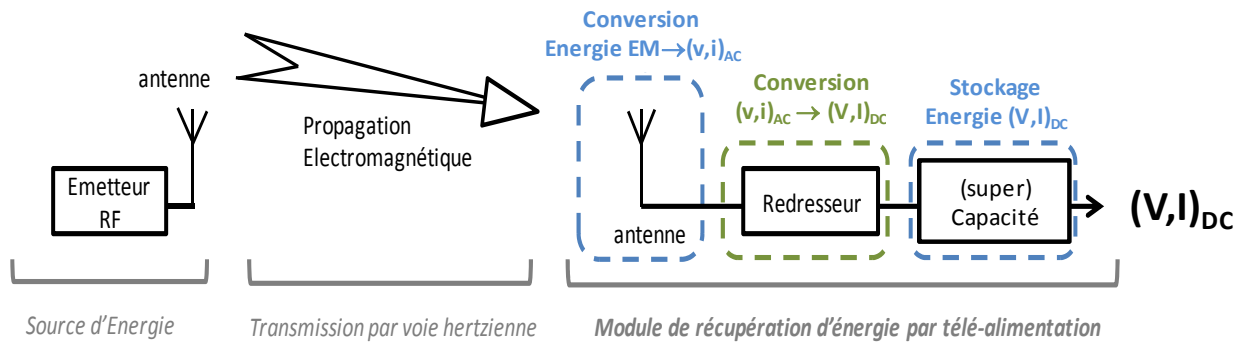 Conversion
Energie EM→(v,i)AC
antenne
Propagation
Electromagnétique
Emetteur
RF
antenne
Conversion
(v,i)AC → (V,I)DC
Redresseur
Stockage
Energie (V,I)DC
(super)
Capacité
(V,I)DC
Source d’Energie
Transmission par voie hertzienne
Module de récupération d’énergie par télé-alimentation